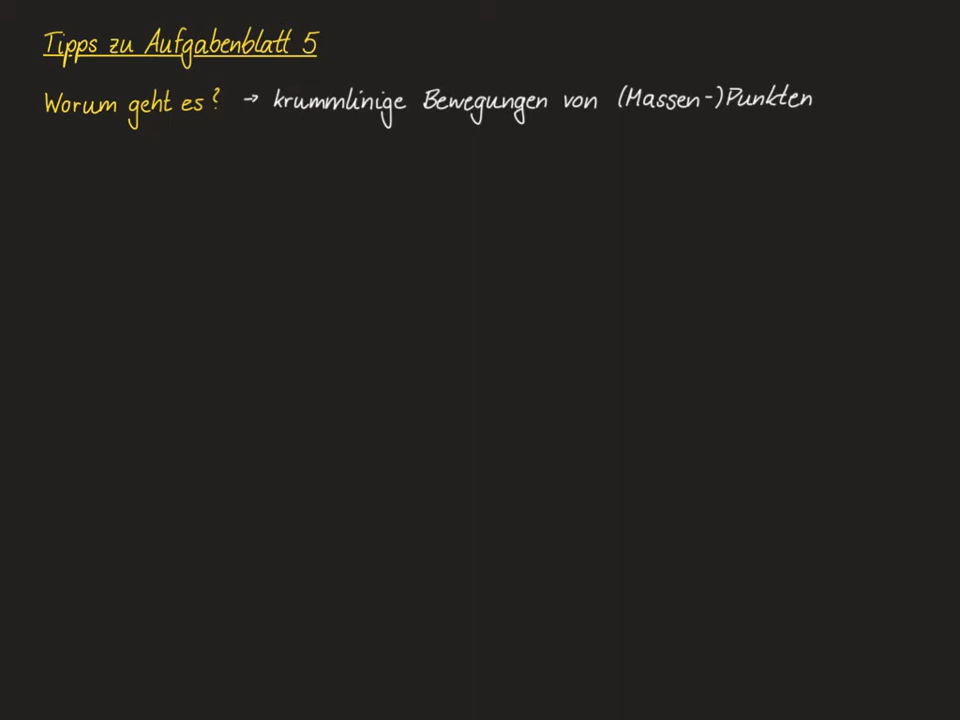 Tipps zu Aufgabenblatt 5
Worum geht es? → krummlinige Bewegungen von (Massen-)Punkten